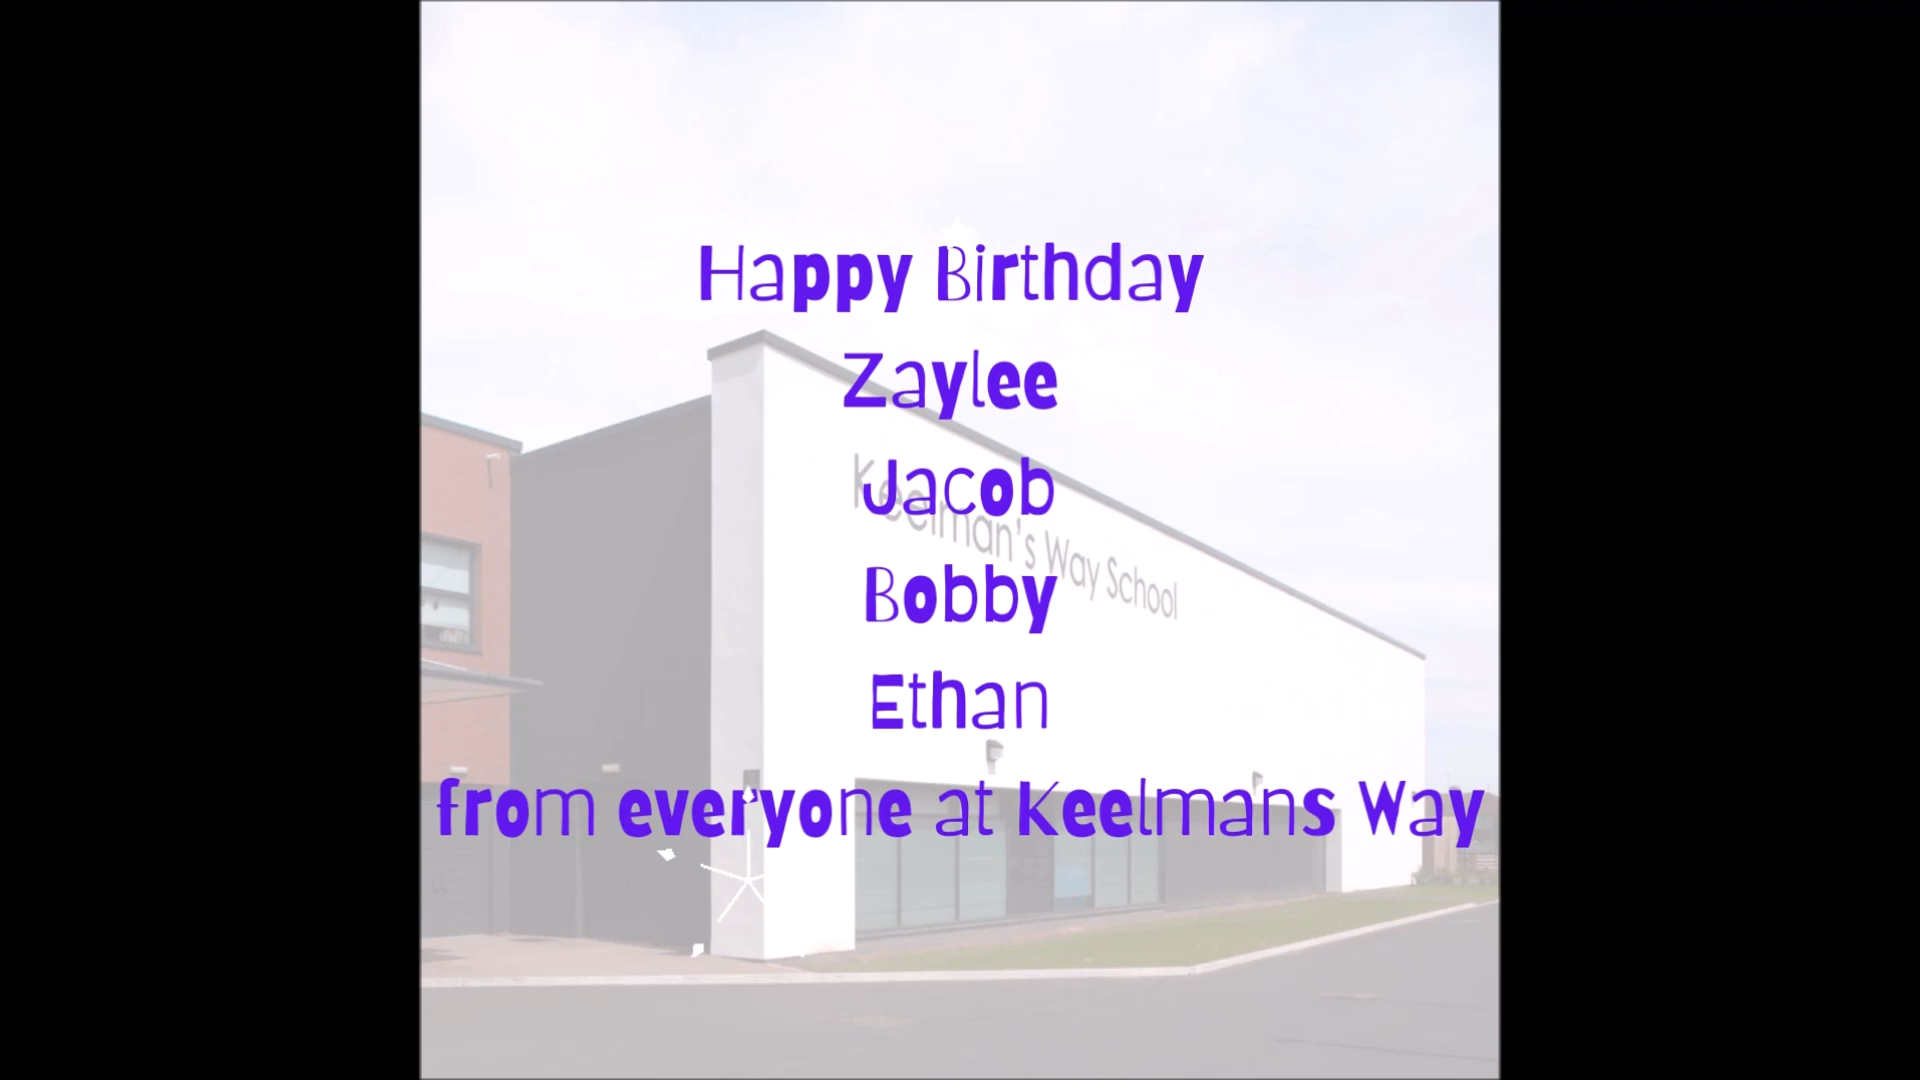 Happy Birthday
Zaylee
Jacob
Keelman's Way School
Bobby
Ethan
from everyone at Keelmans Way